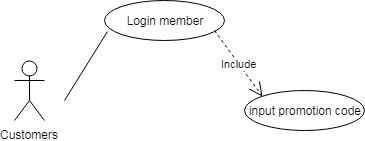 Login member
Include
input promotion code
Customers